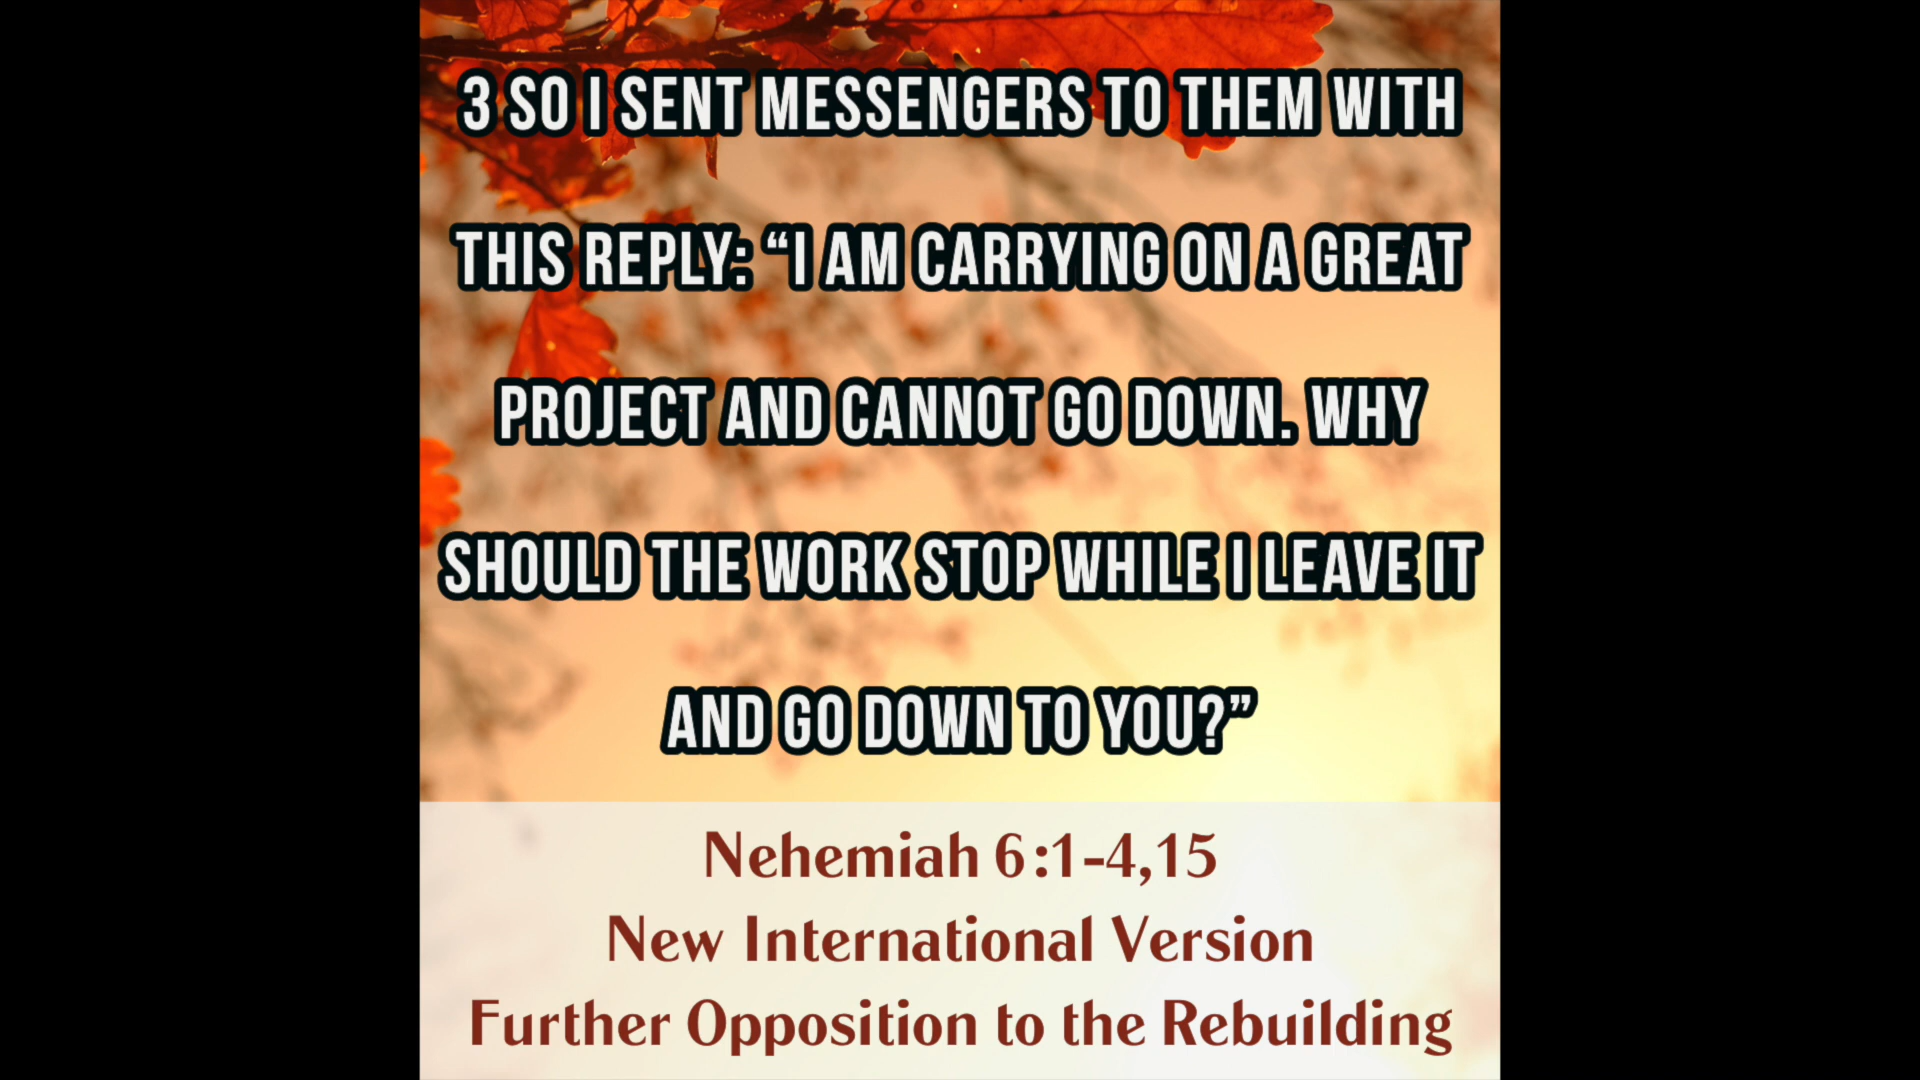 3 SO I SENT MESSENGERS TO THEM WITH
THIS REPLY: “I AM CARRYING ON A GREAT
PROJECT AND CANNOT GO DOWN. WHY
SHOULD THE WORK STOP WHILE I LEAVE IT
AND GO DOWN TO YOU?”
Nehemiah 6:1-4,15
New International Version
Further Opposition to the Rebuilding